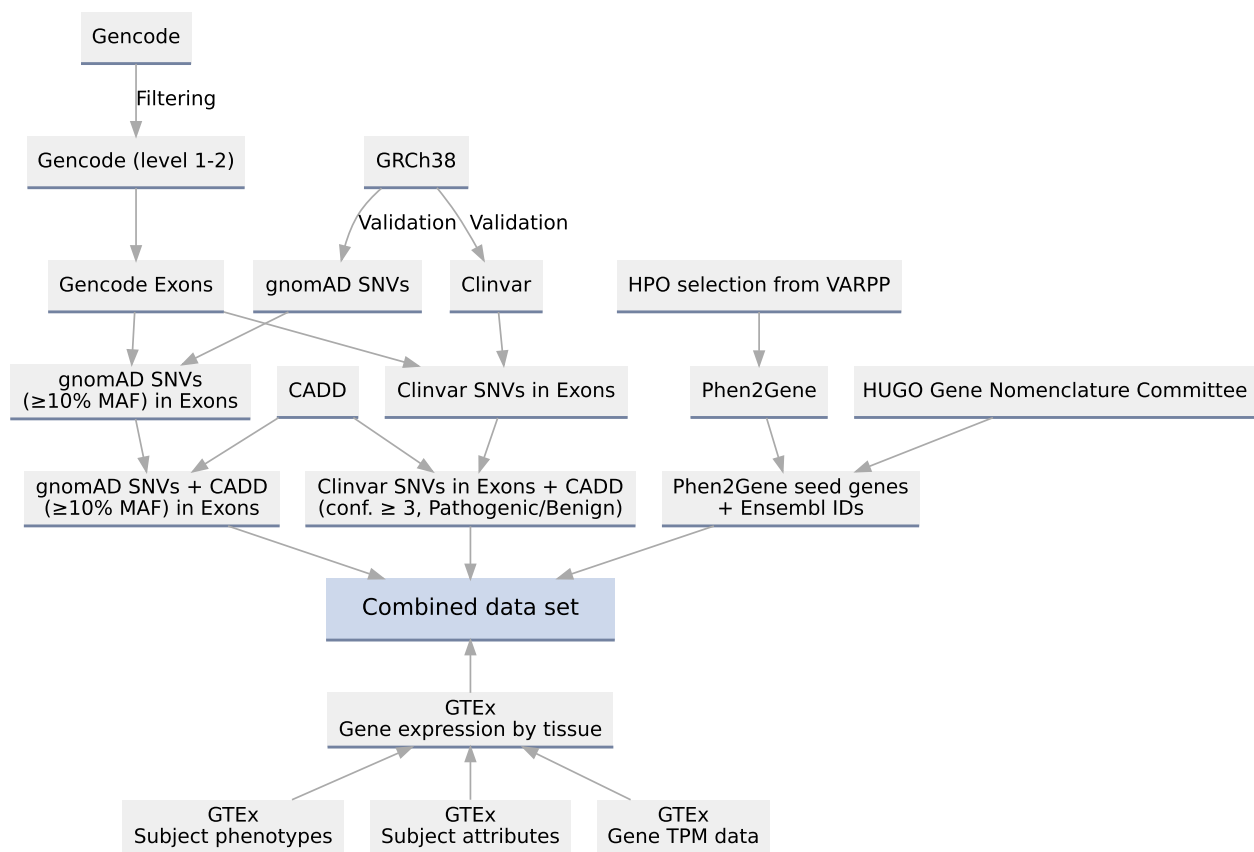 Gencode
Filtering
Gencode (level 1-2)
GRCh38
Validation
Validation
Gencode Exons
gnomAD SNVs
Clinvar
HPO selection from VARPP
gnomAD SNVs
(≥10% MAF) in Exons
CADD
Clinvar SNVs in Exons
Phen2Gene
HUGO Gene Nomenclature Committee
gnomAD SNVs + CADD
(≥10% MAF) in Exons
Clinvar SNVs in Exons + CADD
(conf. ≥ 3, Pathogenic/Benign)
Phen2Gene seed genes
+ Ensembl IDs
Combined data set
GTEx
Gene expression by tissue
GTEx
Subject phenotypes
GTEx
Subject attributes
GTEx
Gene TPM data